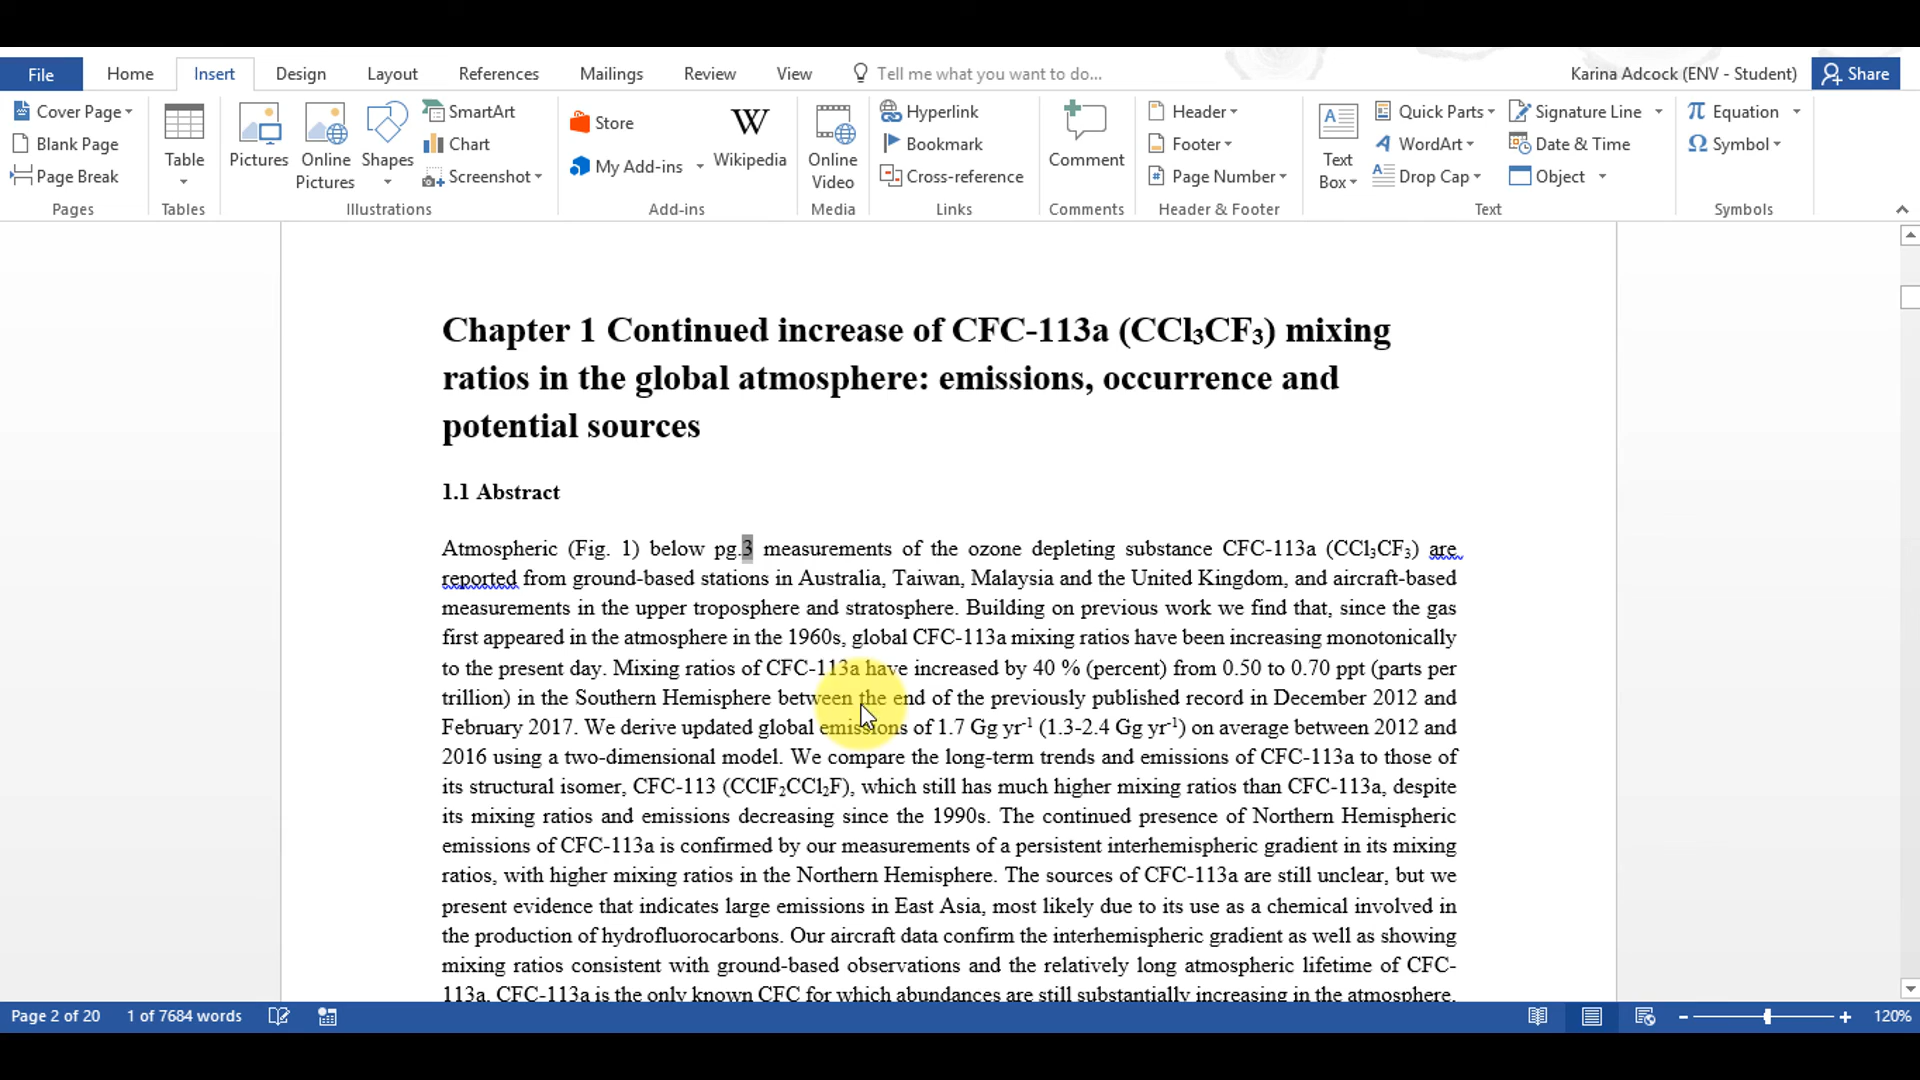 File Home Insert Design Layout References Mailings Review View Tell me what you want to do... Karina Adcock (ENV - Student) Share
Cover Page
Blank Page
Page Break
Pages
Table
Tables
Pictures
Online Pictures
Shapes
SmartArt
Chart
Screenshot
Illustrations
Store
My Add-ins
W
Wikipedia
Add-ins
Online Video
Media
Hyperlink
Bookmark
Cross-reference
Links
Comment
Comments
Header
Footer
Page Number
Header & Footer
Text Box
Quick Parts
WordArt
Drop Cap
Signature Line
Date & Time
Object
Text
Equation
Symbol
Symbols
Chapter 1 Continued increase of CFC-113a (CCl₃CF₃) mixing
ratios in the global atmosphere: emissions, occurrence and
potential sources
1.1 Abstract
Atmospheric (Fig. 1) below pg.3 measurements of the ozone depleting substance CFC-113a (CCl₃CF₃) are
reported from ground-based stations in Australia, Taiwan, Malaysia and the United Kingdom, and aircraft-based
measurements in the upper troposphere and stratosphere. Building on previous work we find that, since the gas
first appeared in the atmosphere in the 1960s, global CFC-113a mixing ratios have been increasing monotonically
to the present day. Mixing ratios of CFC-113a have increased by 40 % (percent) from 0.50 to 0.70 ppt (parts per
trillion) in the Southern Hemisphere between the end of the previously published record in December 2012 and
February 2017. We derive updated global emissions of 1.7 Gg yr⁻¹ (1.3-2.4 Gg yr⁻¹) on average between 2012 and
2016 using a two-dimensional model. We compare the long-term trends and emissions of CFC-113a to those of
its structural isomer, CFC-113 (CClF₂CCl₂F), which still has much higher mixing ratios than CFC-113a, despite
its mixing ratios and emissions decreasing since the 1990s. The continued presence of Northern Hemispheric
emissions of CFC-113a is confirmed by our measurements of a persistent interhemispheric gradient in its mixing
ratios, with higher mixing ratios in the Northern Hemisphere. The sources of CFC-113a are still unclear, but we
present evidence that indicates large emissions in East Asia, most likely due to its use as a chemical involved in
the production of hydrofluorocarbons. Our aircraft data confirm the interhemispheric gradient as well as showing
mixing ratios consistent with ground-based observations and the relatively long atmospheric lifetime of CFC-
113a. CFC-113a is the only known CFC for which abundances are still substantially increasing in the atmosphere.
Page 2 of 20 1 of 7684 words 120%